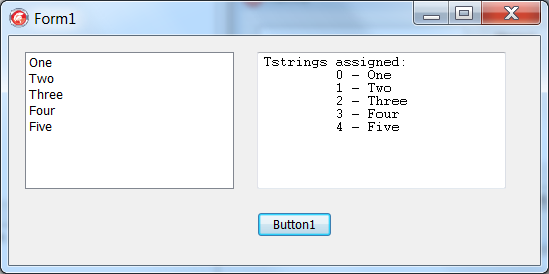 Form1
One
Two
Three
Four
Five
Tstrings assigned:
0 - One
1 - Two
2 - Three
3 - Four
4 - Five
Button1